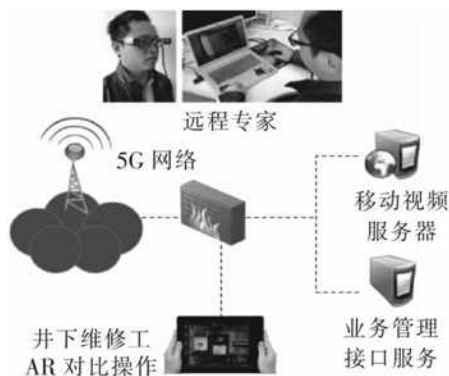 远程专家
5G 网络
移动视频
服务器
井下维修工
AR 对比操作
业务管理
接口服务